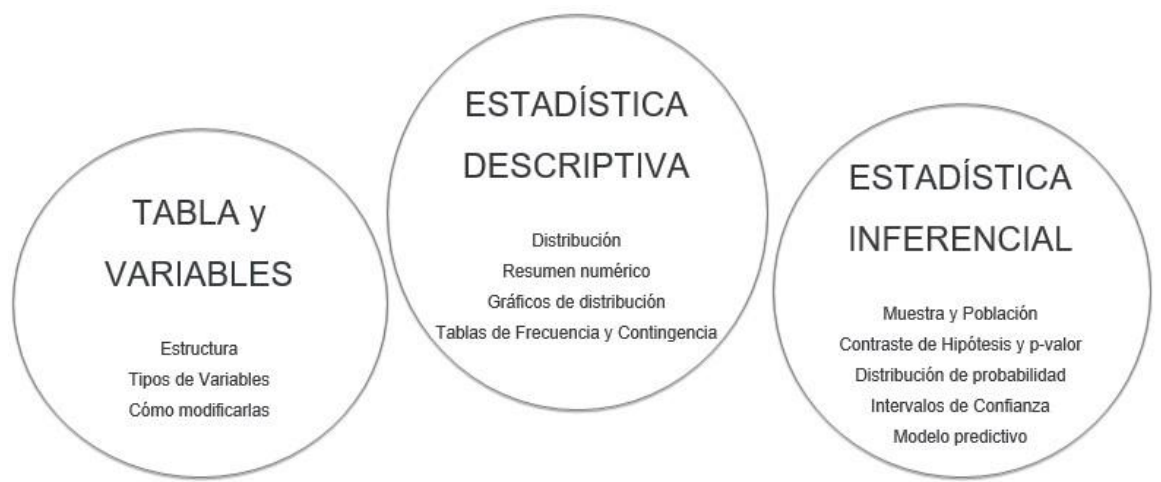 TABLA y
VARIABLES
Estructura
Tipos de Variables
Cómo modificarlas
ESTADÍSTICA
DESCRIPTIVA
Distribución
Resumen numérico
Gráficos de distribución
Tablas de Frecuencia y Contingencia
ESTADÍSTICA
INFERENCIAL
Muestra y Población
Contraste de Hipótesis y p-valor
Distribución de probabilidad
Intervalos de Confianza
Modelo predictivo